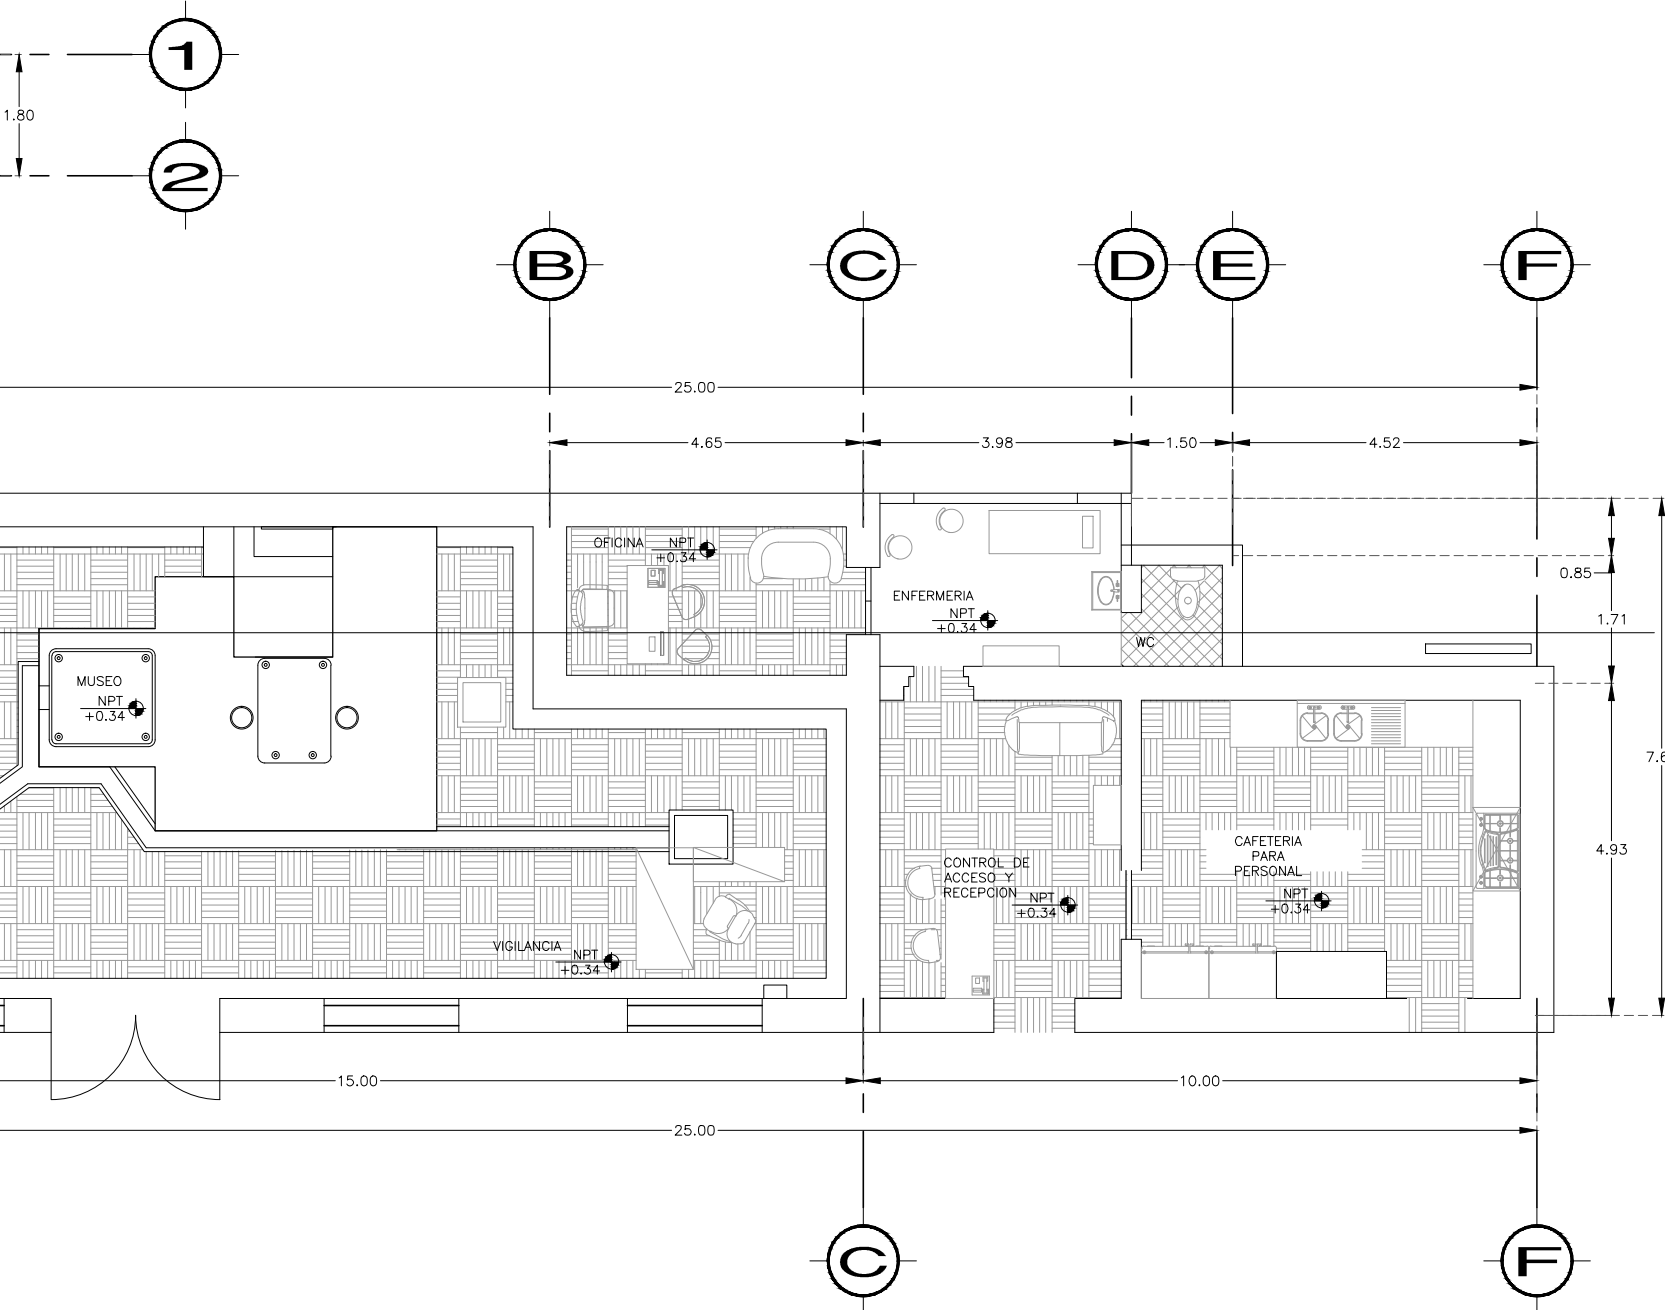 1
1.80
2
B
C
D
E
F
25.00
4.65
3.98
1.50
4.52
OFICINA
NPT
+0.34
0.85
ENFERMERIA
NPT
+0.34
1.71
WC
MUSEO
NPT
+0.34
4.93
CAFETERIA
PARA
PERSONAL
NPT
+0.34
CONTROL DE
ACCESO Y
RECEPCION
NPT
+0.34
VIGILANCIA
NPT
+0.34
15.00
10.00
25.00
C
F